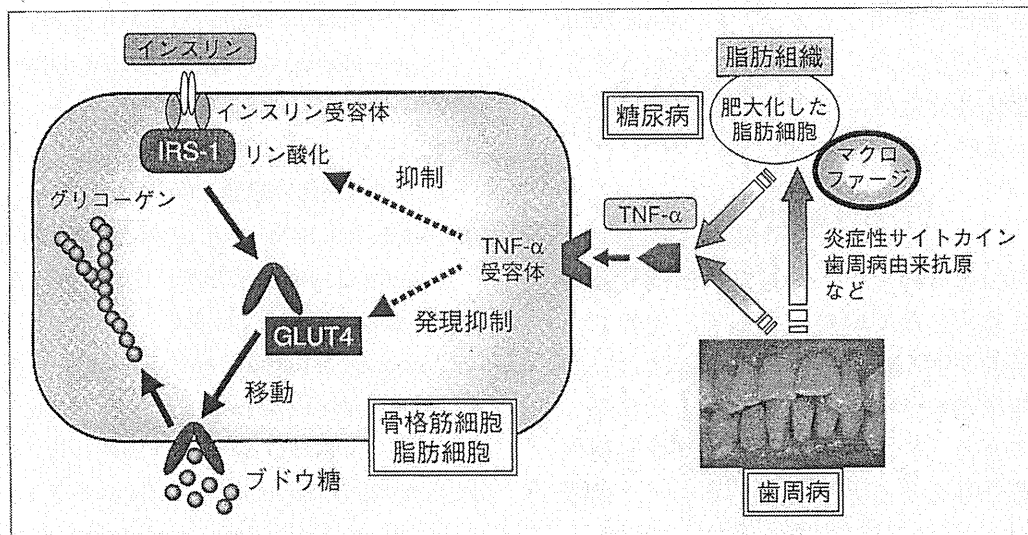 インスリン
インスリン受容体
IRS-1
リン酸化
グリコーゲン
抑制
TNF-α
受容体
発現抑制
GLUT4
移動
骨格筋細胞
脂肪細胞
ブドウ糖
脂肪組織
糖尿病
肥大化した
脂肪細胞
マクロ
ファージ
TNF-α
炎症性サイトカイン
歯周病由来抗原
など
歯周病